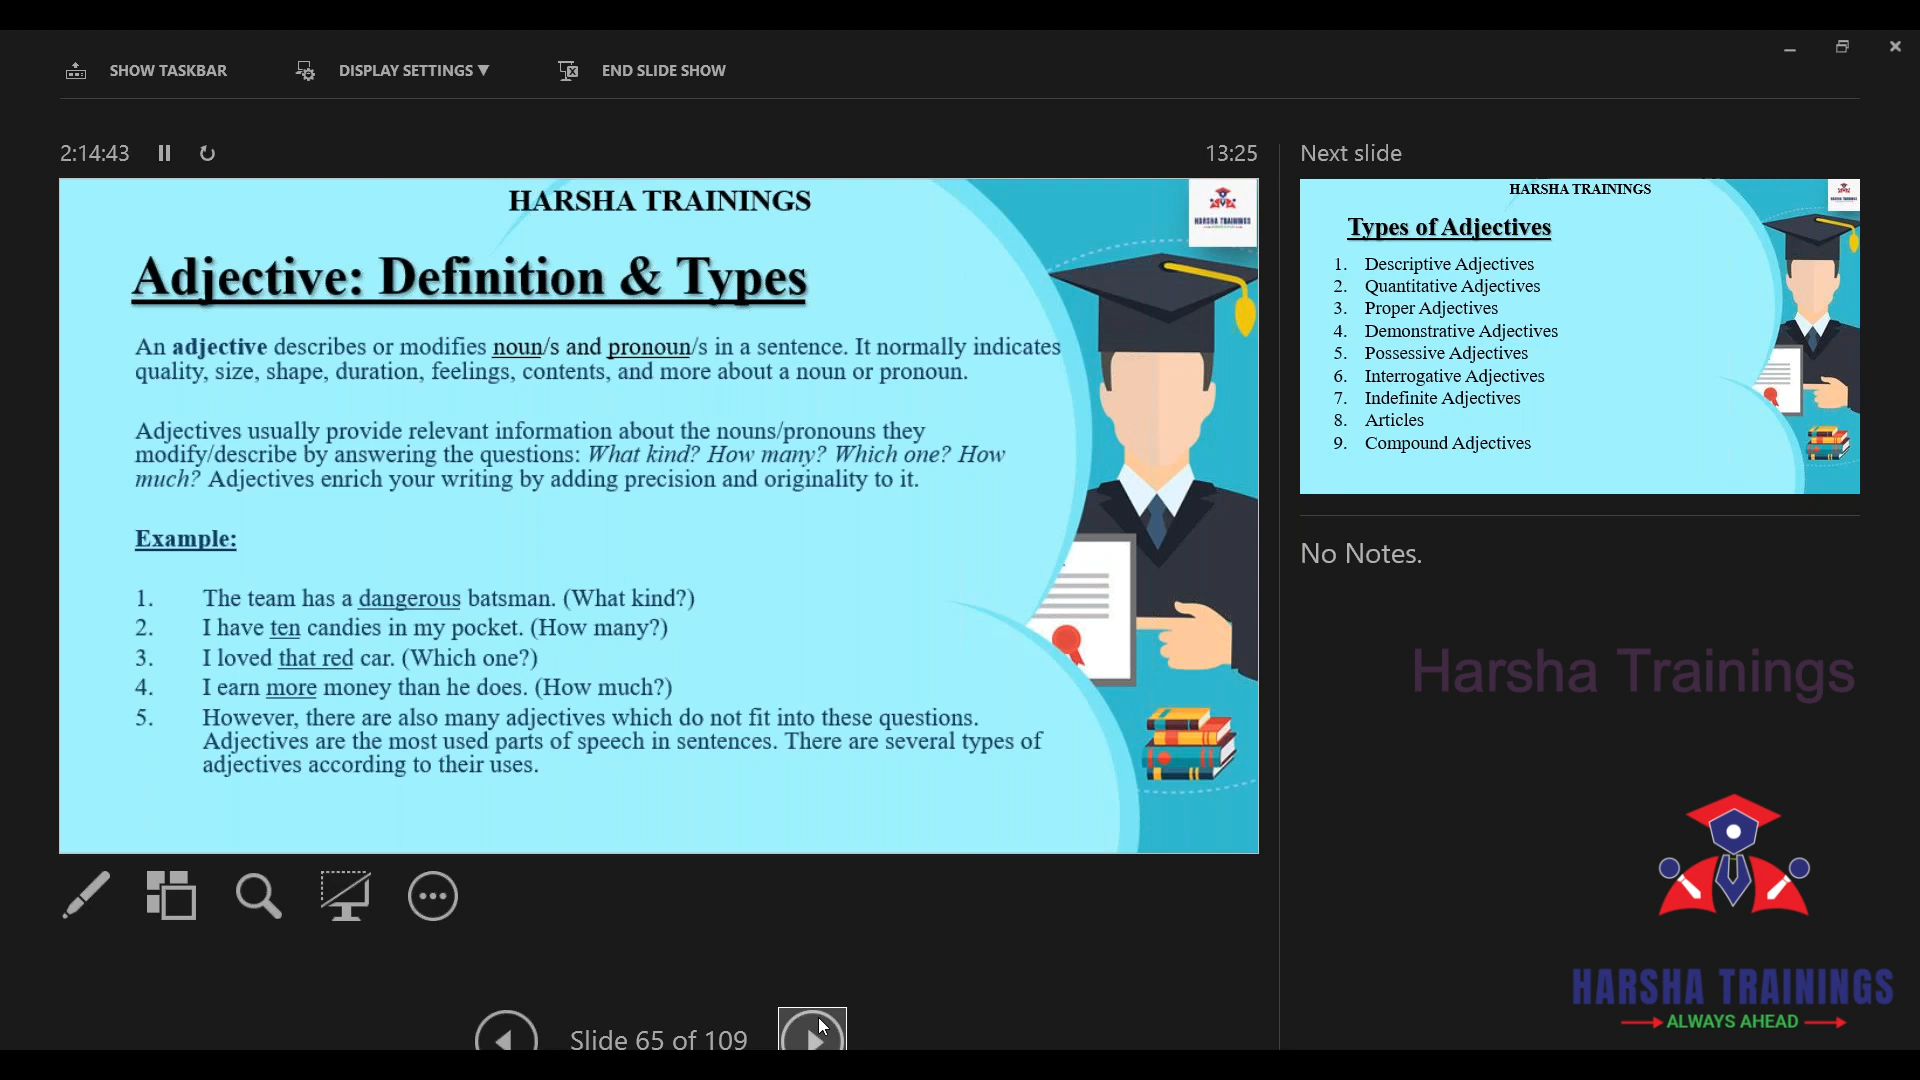 SHOW TASKBAR
DISPLAY SETTINGS ▼
END SLIDE SHOW
2:14:43
13:25
HARSHA TRAININGS
HARSHA TRAININGS
Adjective: Definition & Types
An adjective describes or modifies noun/s and pronoun/s in a sentence. It normally indicates
quality, size, shape, duration, feelings, contents, and more about a noun or pronoun.
Adjectives usually provide relevant information about the nouns/pronouns they
modify/describe by answering the questions: What kind? How many? Which one? How
much? Adjectives enrich your writing by adding precision and originality to it.
Example:
1. The team has a dangerous batsman. (What kind?)
2. I have ten candies in my pocket. (How many?)
3. I loved that red car. (Which one?)
4. I earn more money than he does. (How much?)
5. However, there are also many adjectives which do not fit into these questions.
Adjectives are the most used parts of speech in sentences. There are several types of
adjectives according to their uses.
Slide 65 of 109
Next slide
HARSHA TRAININGS
Types of Adjectives
1. Descriptive Adjectives
2. Quantitative Adjectives
3. Proper Adjectives
4. Demonstrative Adjectives
5. Possessive Adjectives
6. Interrogative Adjectives
7. Indefinite Adjectives
8. Articles
9. Compound Adjectives
No Notes.
Harsha Trainings
HARSHA TRAININGS
ALWAYS AHEAD